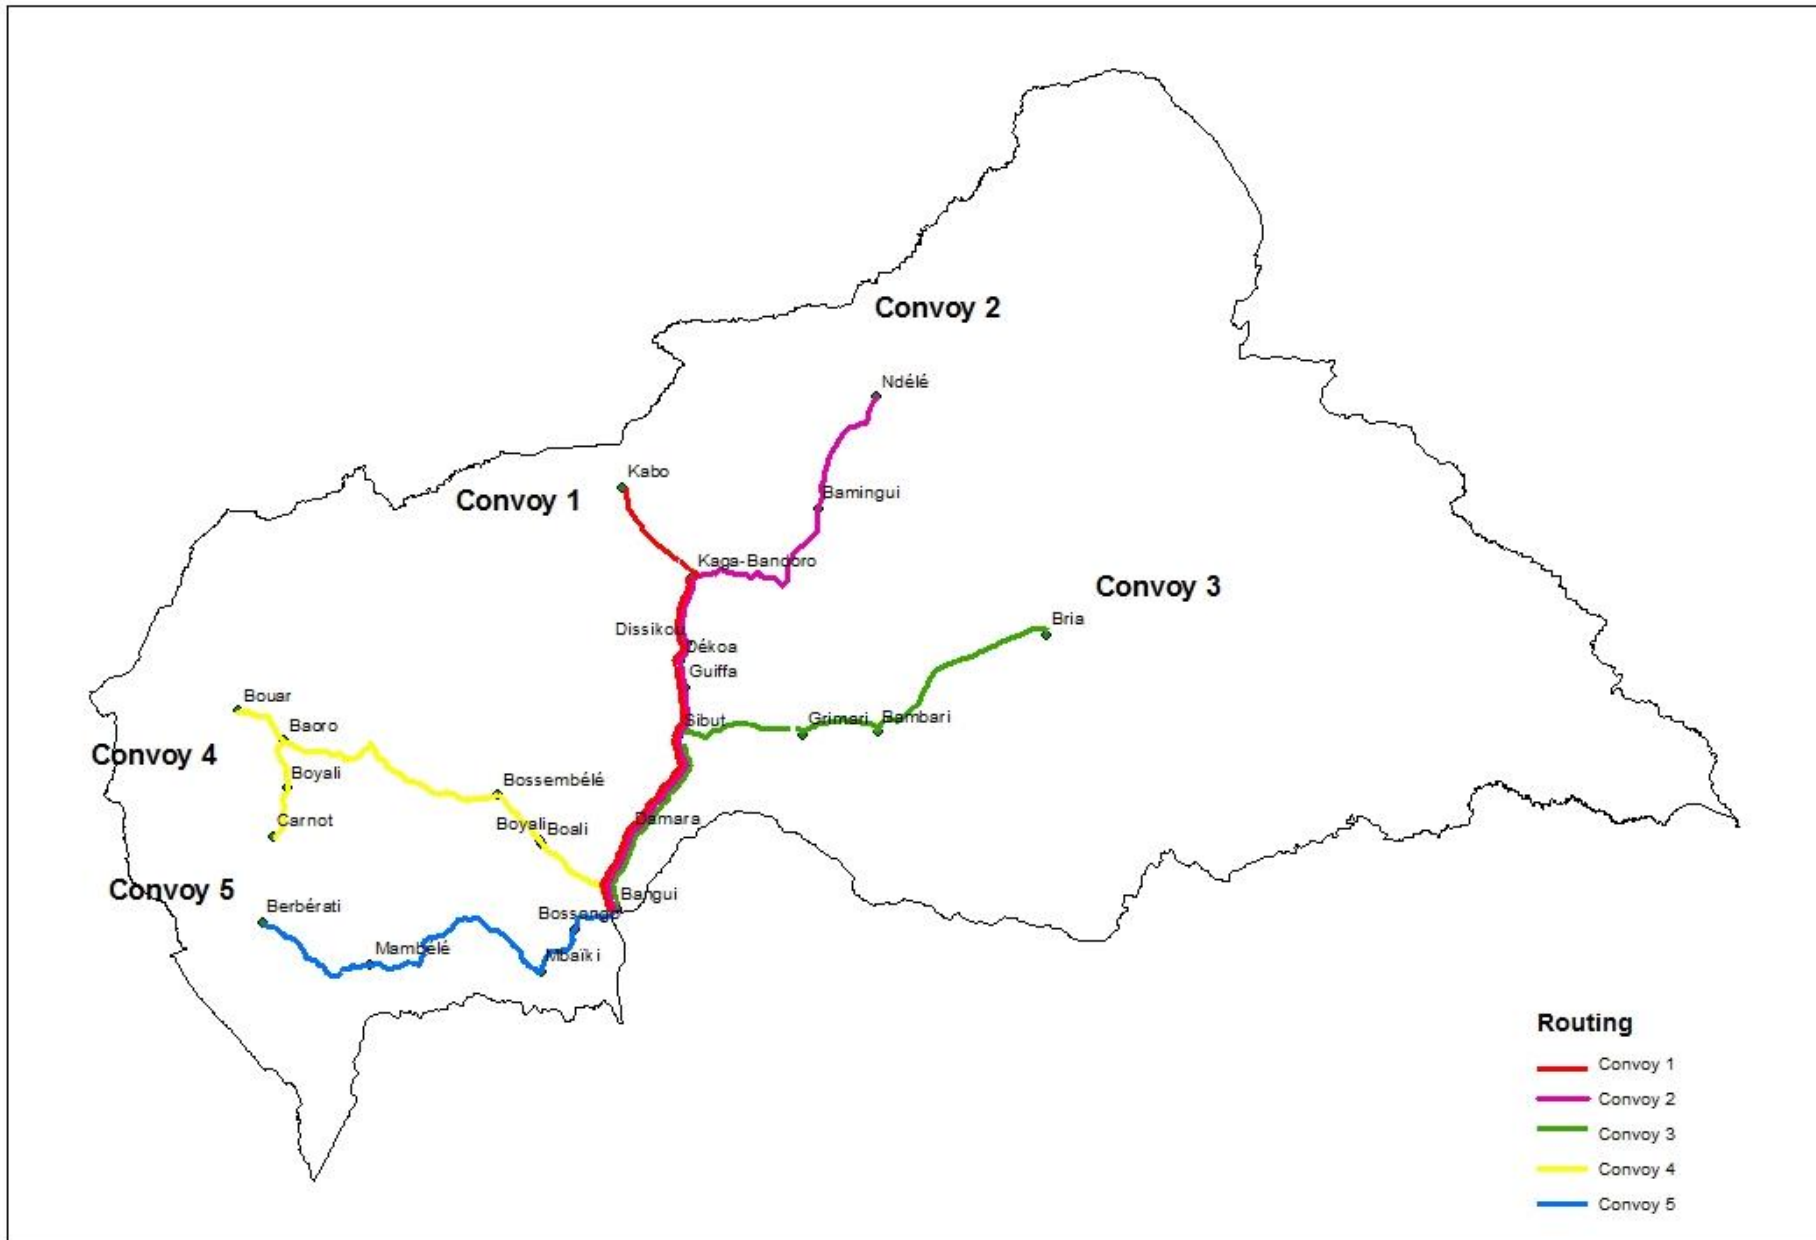 Convoy 2
Ndélé
Kabo
Convoy 1
Bamingui
Kaga-Bandoro
Convoy 3
Bria
Dissikou
Dékoa
Guiffa
Bouar
Sibut
Grimari
Bambari
Baoro
Convoy 4
Boyali
Bossembélé
Carnot
Boyali
Boali
Damara
Convoy 5
Bangui
Berbérati
Bossongo
Mambelé
Mbaïki
Routing
Convoy 1
Convoy 2
Convoy 3
Convoy 4
Convoy 5